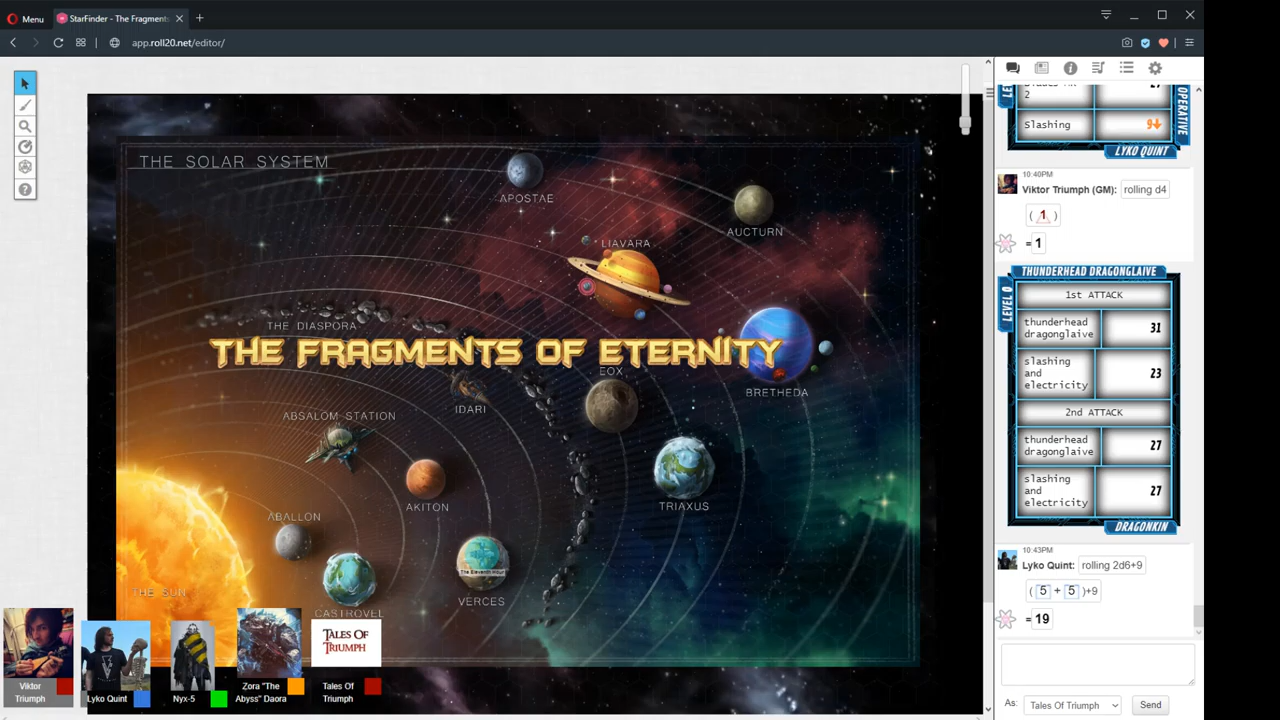 Menu
StarFinder - The Fragments
app.roll20.net/editor/
THE SOLAR SYSTEM
APOSTAE
AUCTURN
LIAVARA
THE DIASPORA
THE FRAGMENTS OF ETERNITY
EOX
BRETHEDA
IDARI
ABSALOM STATION
AKITON
TRIAXUS
ABALLON
The Eleventh Hour
THE SUN
VERCES
CASTROVEL
TALES OF
TRIUMPH
Viktor
Triumph
Lyko Quint
Nyx-5
Zora "The
Abyss" Daora
Tales Of
Triumph
2
Slashing
9
OPERATIVE
LYKO QUINT
10:40PM
Viktor Triumph (GM): rolling d4
( 1 )
= 1
THUNDERHEAD DRAGONGLAIVE
LEVEL 0
1st ATTACK
thunderhead
dragonglaive
31
slashing
and
electricity
23
2nd ATTACK
thunderhead
dragonglaive
27
slashing
and
electricity
27
DRAGONKIN
10:43PM
Lyko Quint: rolling 2d6+9
( 5 + 5 )+9
= 19
As: Tales Of Triumph
Send